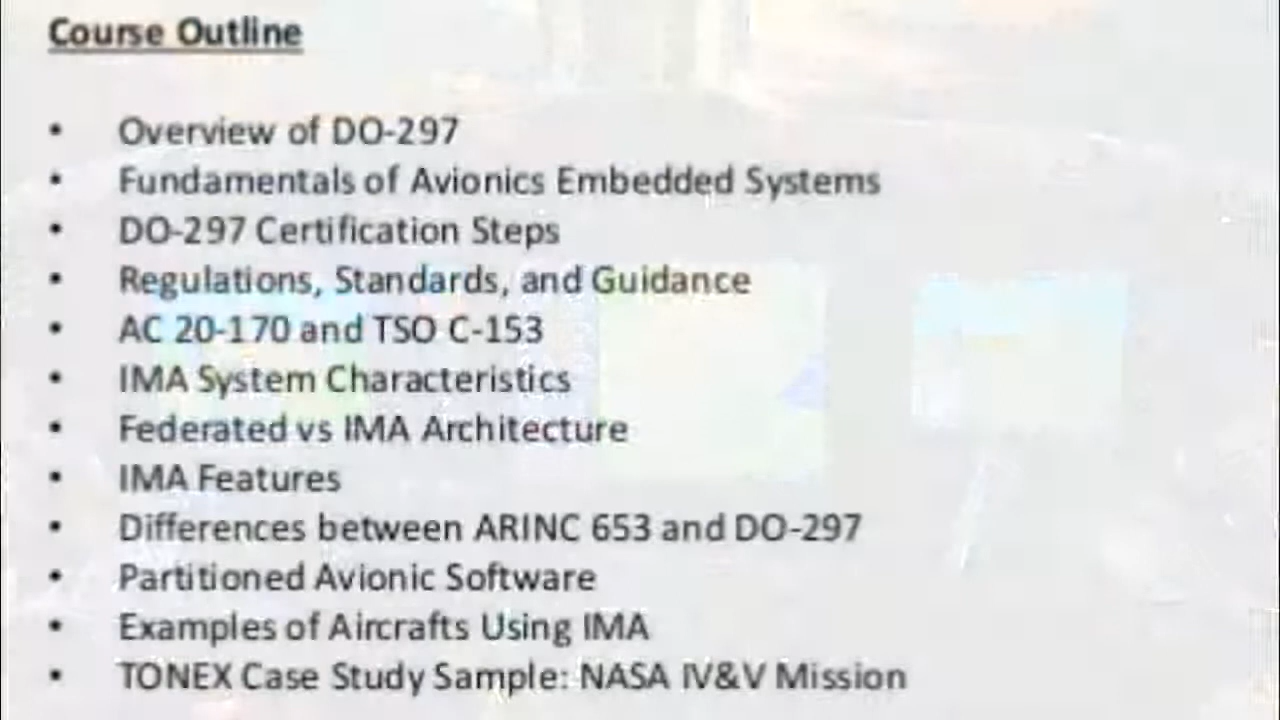 Course Outline
• Overview of DO-297
• Fundamentals of Avionics Embedded Systems
• DO-297 Certification Steps
• Regulations, Standards, and Guidance
• AC 20-170 and TSO C-153
• IMA System Characteristics
• Federated vs IMA Architecture
• IMA Features
• Differences between ARINC 653 and DO-297
• Partitioned Avionic Software
• Examples of Aircrafts Using IMA
• TONEX Case Study Sample: NASA IV&V Mission